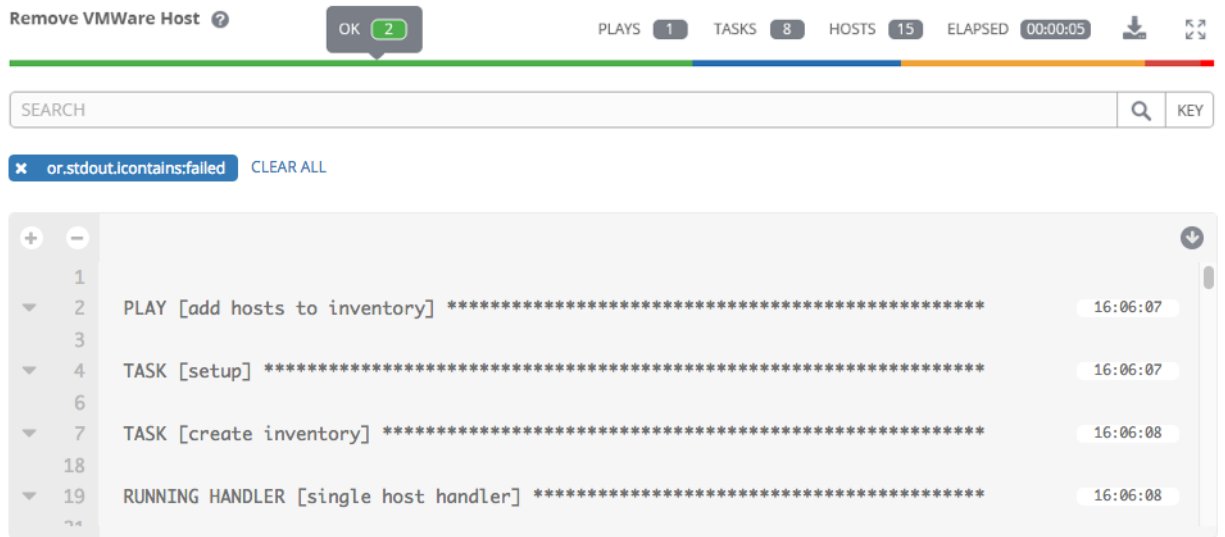 Remove VMWare Host ?
OK 2
PLAYS 1 TASKS 8 HOSTS 15 ELAPSED 00:00:05
SEARCH KEY
× or.stdout.icontains:failed CLEAR ALL
1
2 PLAY [add hosts to inventory] ************************************************** 16:06:07
3
4 TASK [setup] ******************************************************************* 16:06:07
6
7 TASK [create inventory] ******************************************************** 16:06:08
18
19 RUNNING HANDLER [single host handler] ****************************************** 16:06:08